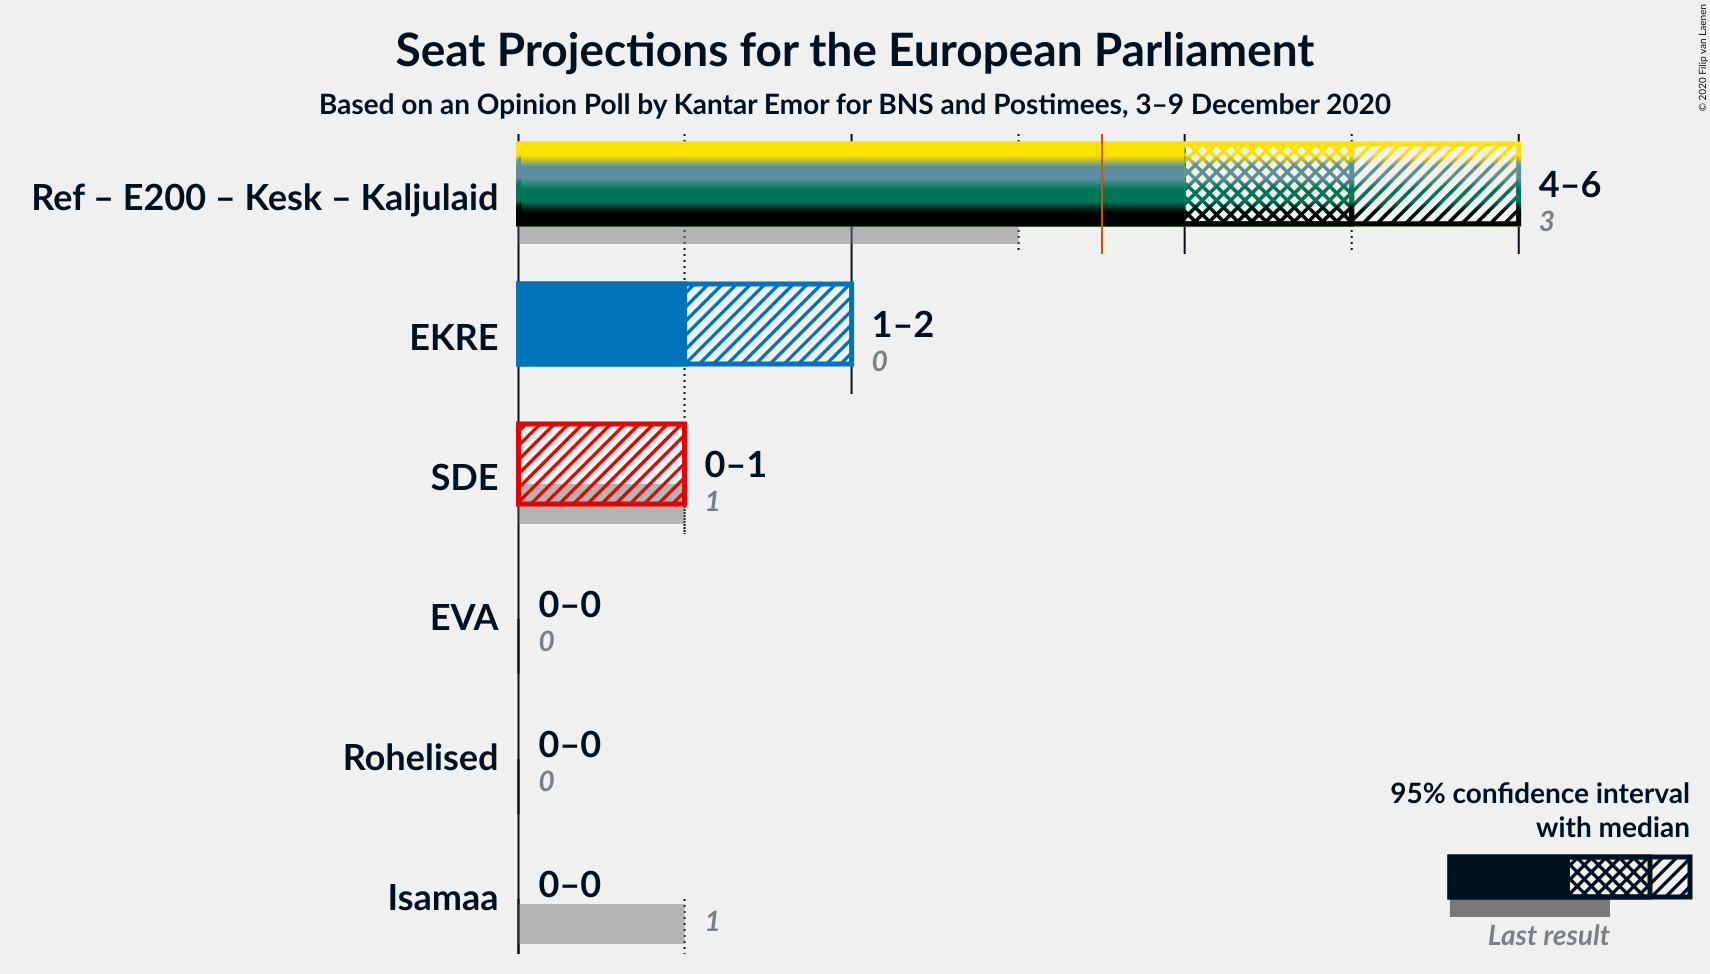 Seat Projections for the European Parliament
Based on an Opinion Poll by Kantar Emor for BNS and Postimees, 3–9 December 2020
© 2020 Filip van Laenen
Ref – E200 – Kesk – Kaljulaid
4–6
3
EKRE
1–2
0
SDE
0–1
1
EVA
0–0
0
Rohelised
0–0
0
Isamaa
0–0
1
95% confidence interval
with median
Last result